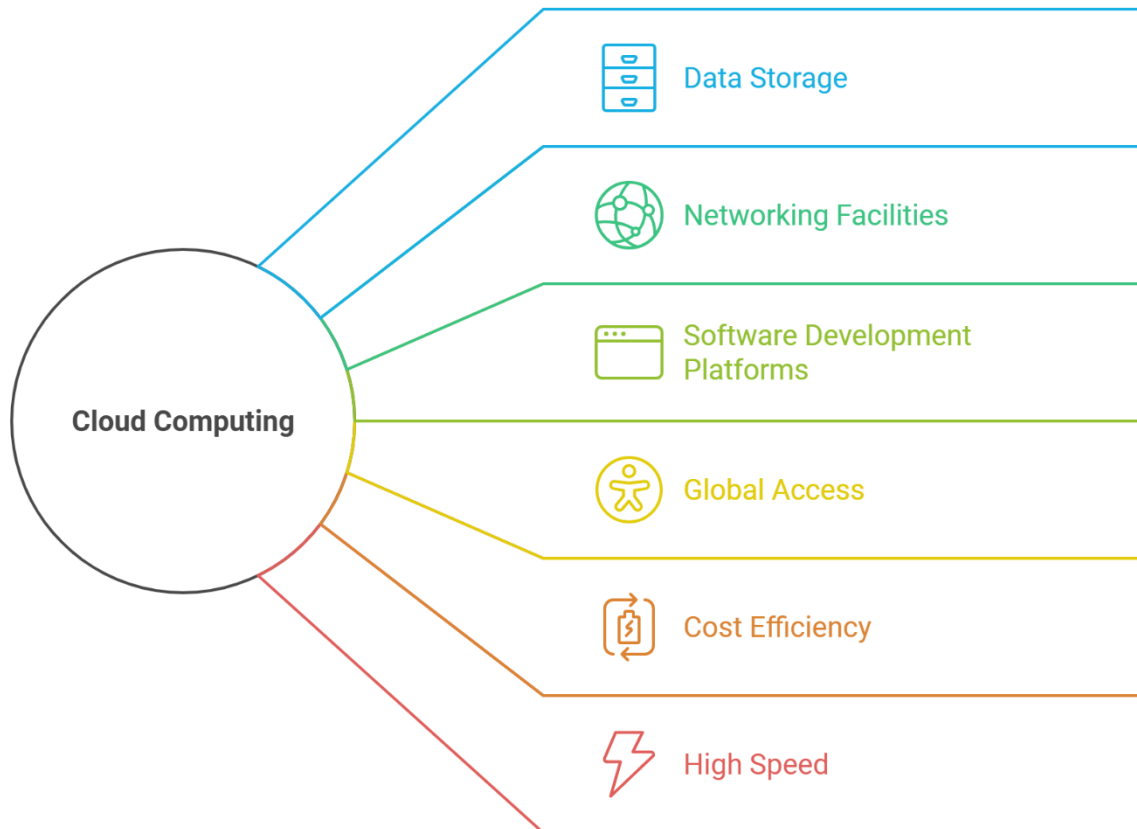 Data Storage
Networking Facilities
Software Development
Platforms
Cloud Computing
Global Access
Cost Efficiency
High Speed